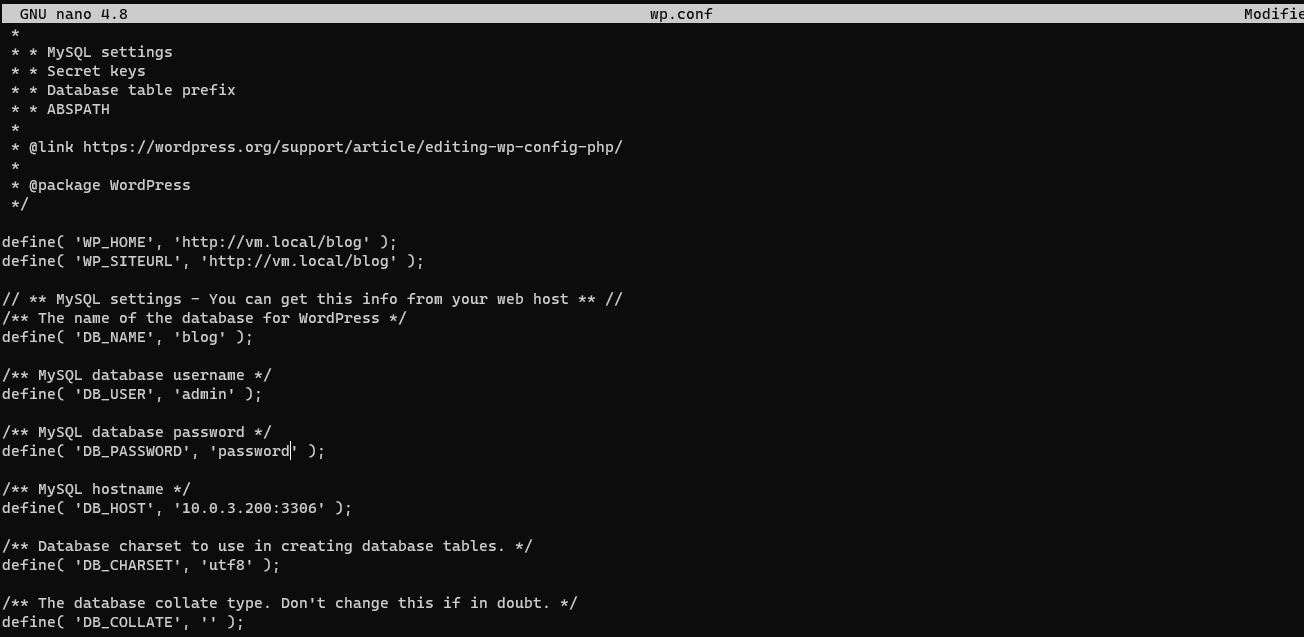 GNU nano 4.8 wp.conf Modifie
*
* * MySQL settings
* * Secret keys
* * Database table prefix
* * ABSPATH
*
* @link https://wordpress.org/support/article/editing-wp-config-php/
*
* @package WordPress
*/
define( 'WP_HOME', 'http://vm.local/blog' );
define( 'WP_SITEURL', 'http://vm.local/blog' );
// ** MySQL settings - You can get this info from your web host ** //
/** The name of the database for WordPress */
define( 'DB_NAME', 'blog' );
/** MySQL database username */
define( 'DB_USER', 'admin' );
/** MySQL database password */
define( 'DB_PASSWORD', 'password' );
/** MySQL hostname */
define( 'DB_HOST', '10.0.3.200:3306' );
/** Database charset to use in creating database tables. */
define( 'DB_CHARSET', 'utf8' );
/** The database collate type. Don't change this if in doubt. */
define( 'DB_COLLATE', '' );